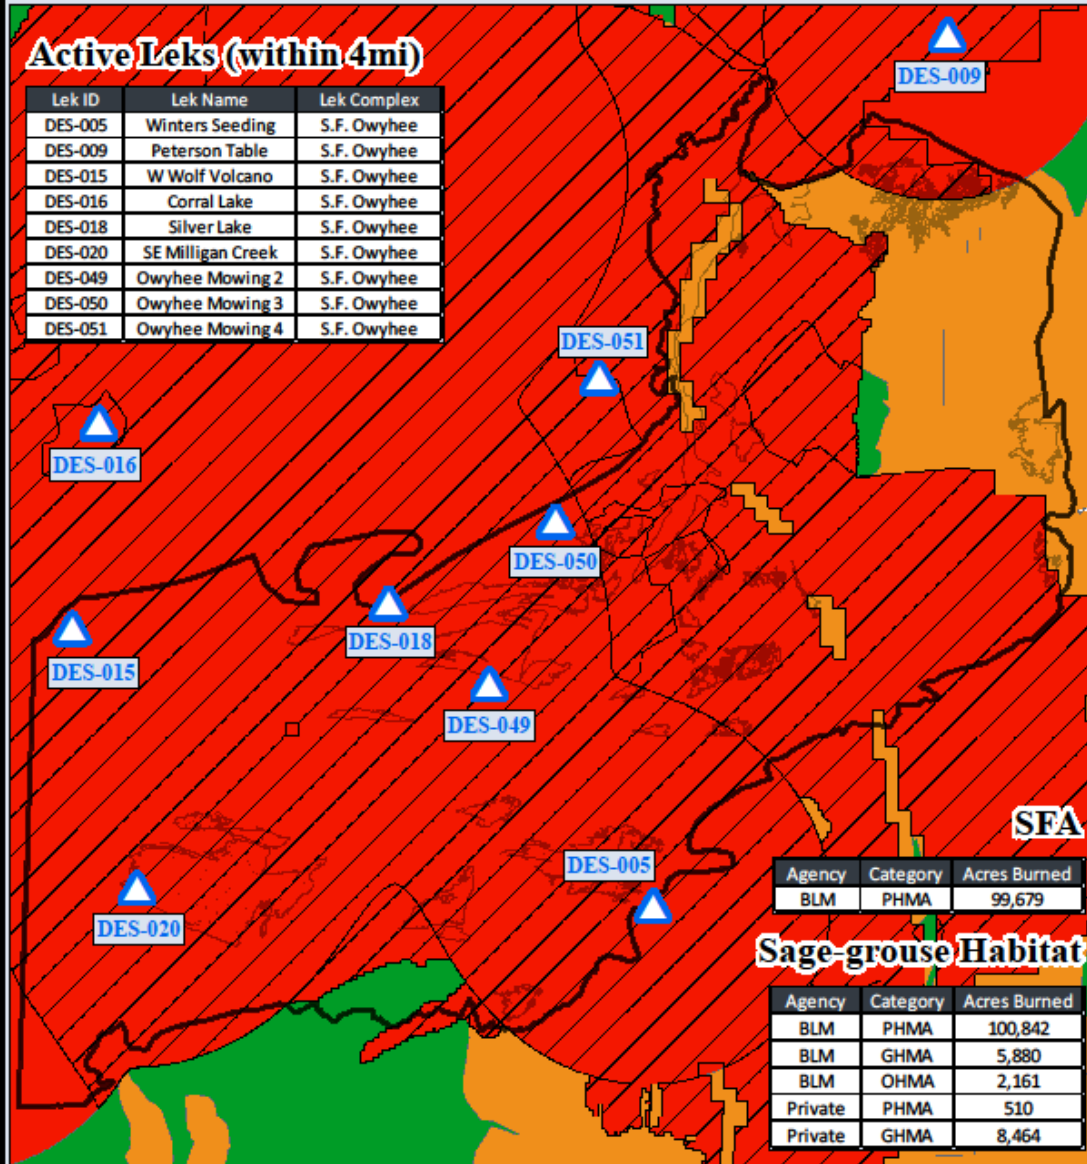 Active Leks (within 4mi)
Lek ID Lek Name Lek Complex
DES-005 Winters Seeding S.F. Owyhee
DES-009 Peterson Table S.F. Owyhee
DES-015 W Wolf Volcano S.F. Owyhee
DES-016 Corral Lake S.F. Owyhee
DES-018 Silver Lake S.F. Owyhee
DES-020 SE Milligan Creek S.F. Owyhee
DES-049 Owyhee Mowing 2 S.F. Owyhee
DES-050 Owyhee Mowing 3 S.F. Owyhee
DES-051 Owyhee Mowing 4 S.F. Owyhee
DES-009
DES-051
DES-016
DES-050
DES-018
DES-015
DES-049
DES-005
DES-020
SFA
Agency Category Acres Burned
BLM PHMA 99,679
Sage-grouse Habitat
Agency Category Acres Burned
BLM PHMA 100,842
BLM GHMA 5,880
BLM OHMA 2,161
Private PHMA 510
Private GHMA 8,464